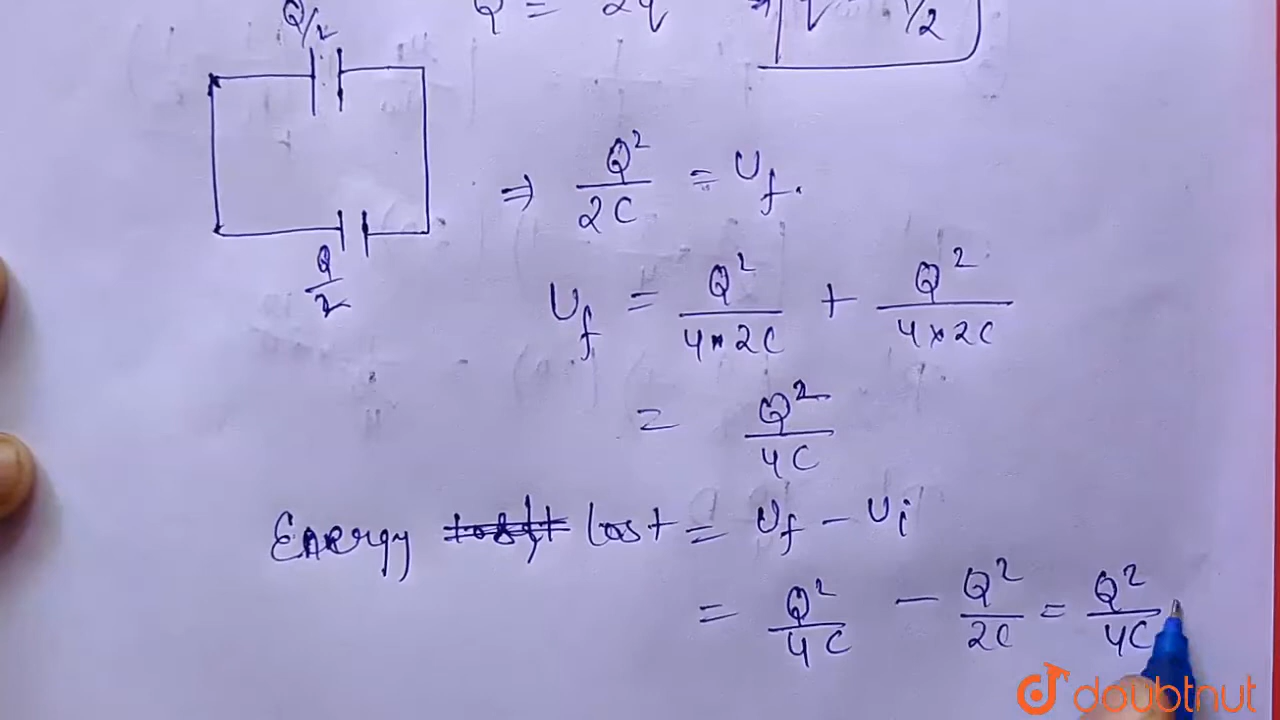 Q/2
Q = 2q
1/2
⇒ Q²/2C = Uf.
Q/2
Uf = Q²/4×2C + Q²/4×2C
= Q²/4C
Energy lost = Uf - Ui
= Q²/4C - Q²/2C = Q²/4C
doubtnut